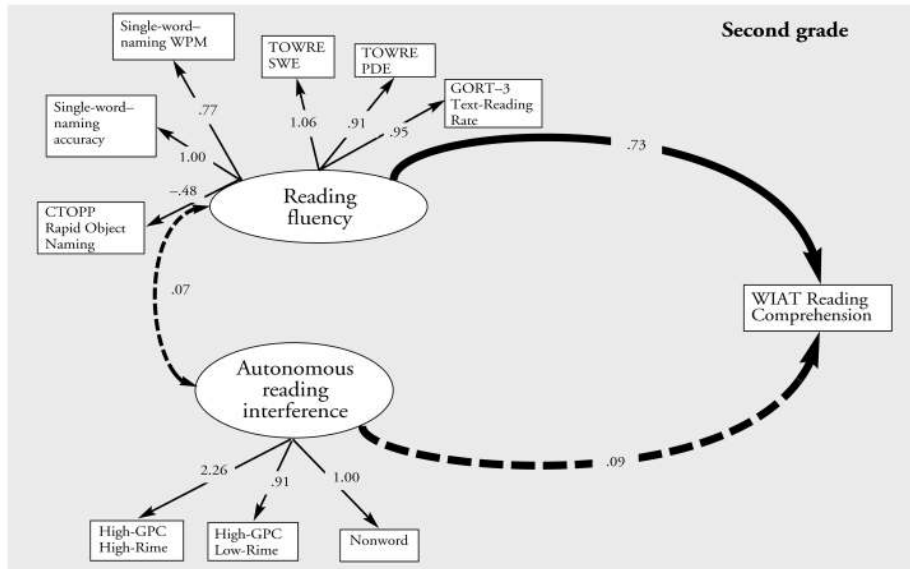 Second grade
Single-word–
naming WPM
TOWRE
SWE
TOWRE
PDE
GORT–3
Text-Reading
Rate
Single-word–
naming
accuracy
.77
1.06
.91
.95
.73
1.00
–.48
CTOPP
Rapid Object
Naming
Reading
fluency
.07
WIAT Reading
Comprehension
Autonomous
reading
interference
2.26
.91
1.00
.09
High-GPC
High-Rime
High-GPC
Low-Rime
Nonword